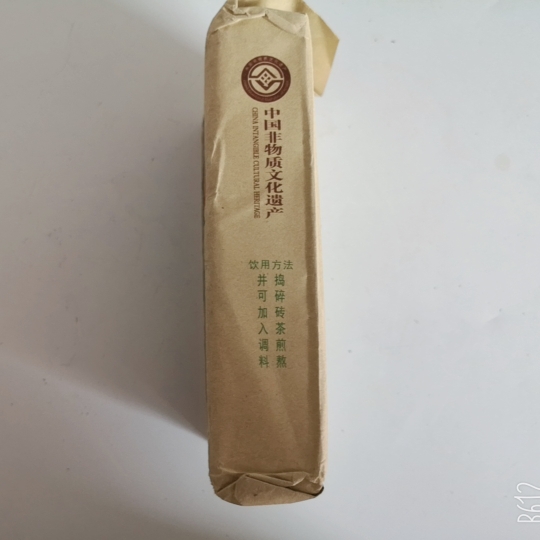 中国非物质文化遗产
CHINA INTANGIBLE CULTURAL HERITAGE
饮用方法
捣碎砖茶煎熬
并可加入调料
B612